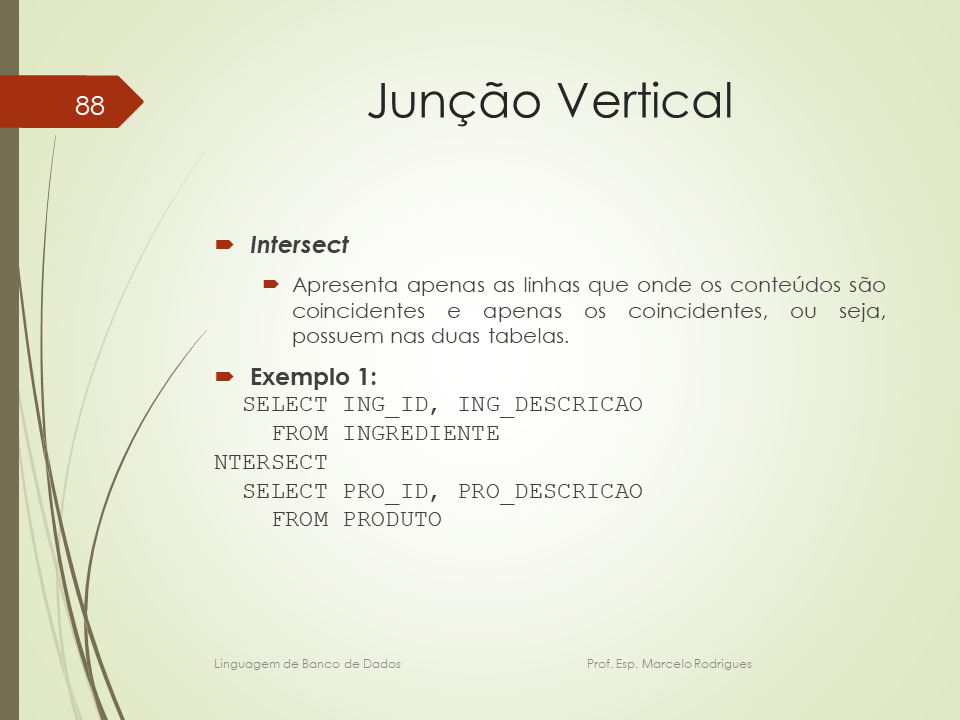 88
Junção Vertical
Intersect
Apresenta apenas as linhas que onde os conteúdos são
coincidentes e apenas os coincidentes, ou seja,
possuem nas duas tabelas.
Exemplo 1:
SELECT ING_ID, ING_DESCRICAO
FROM INGREDIENTE
NTERSECT
SELECT PRO_ID, PRO_DESCRICAO
FROM PRODUTO
Linguagem de Banco de Dados Prof. Esp. Marcelo Rodrigues